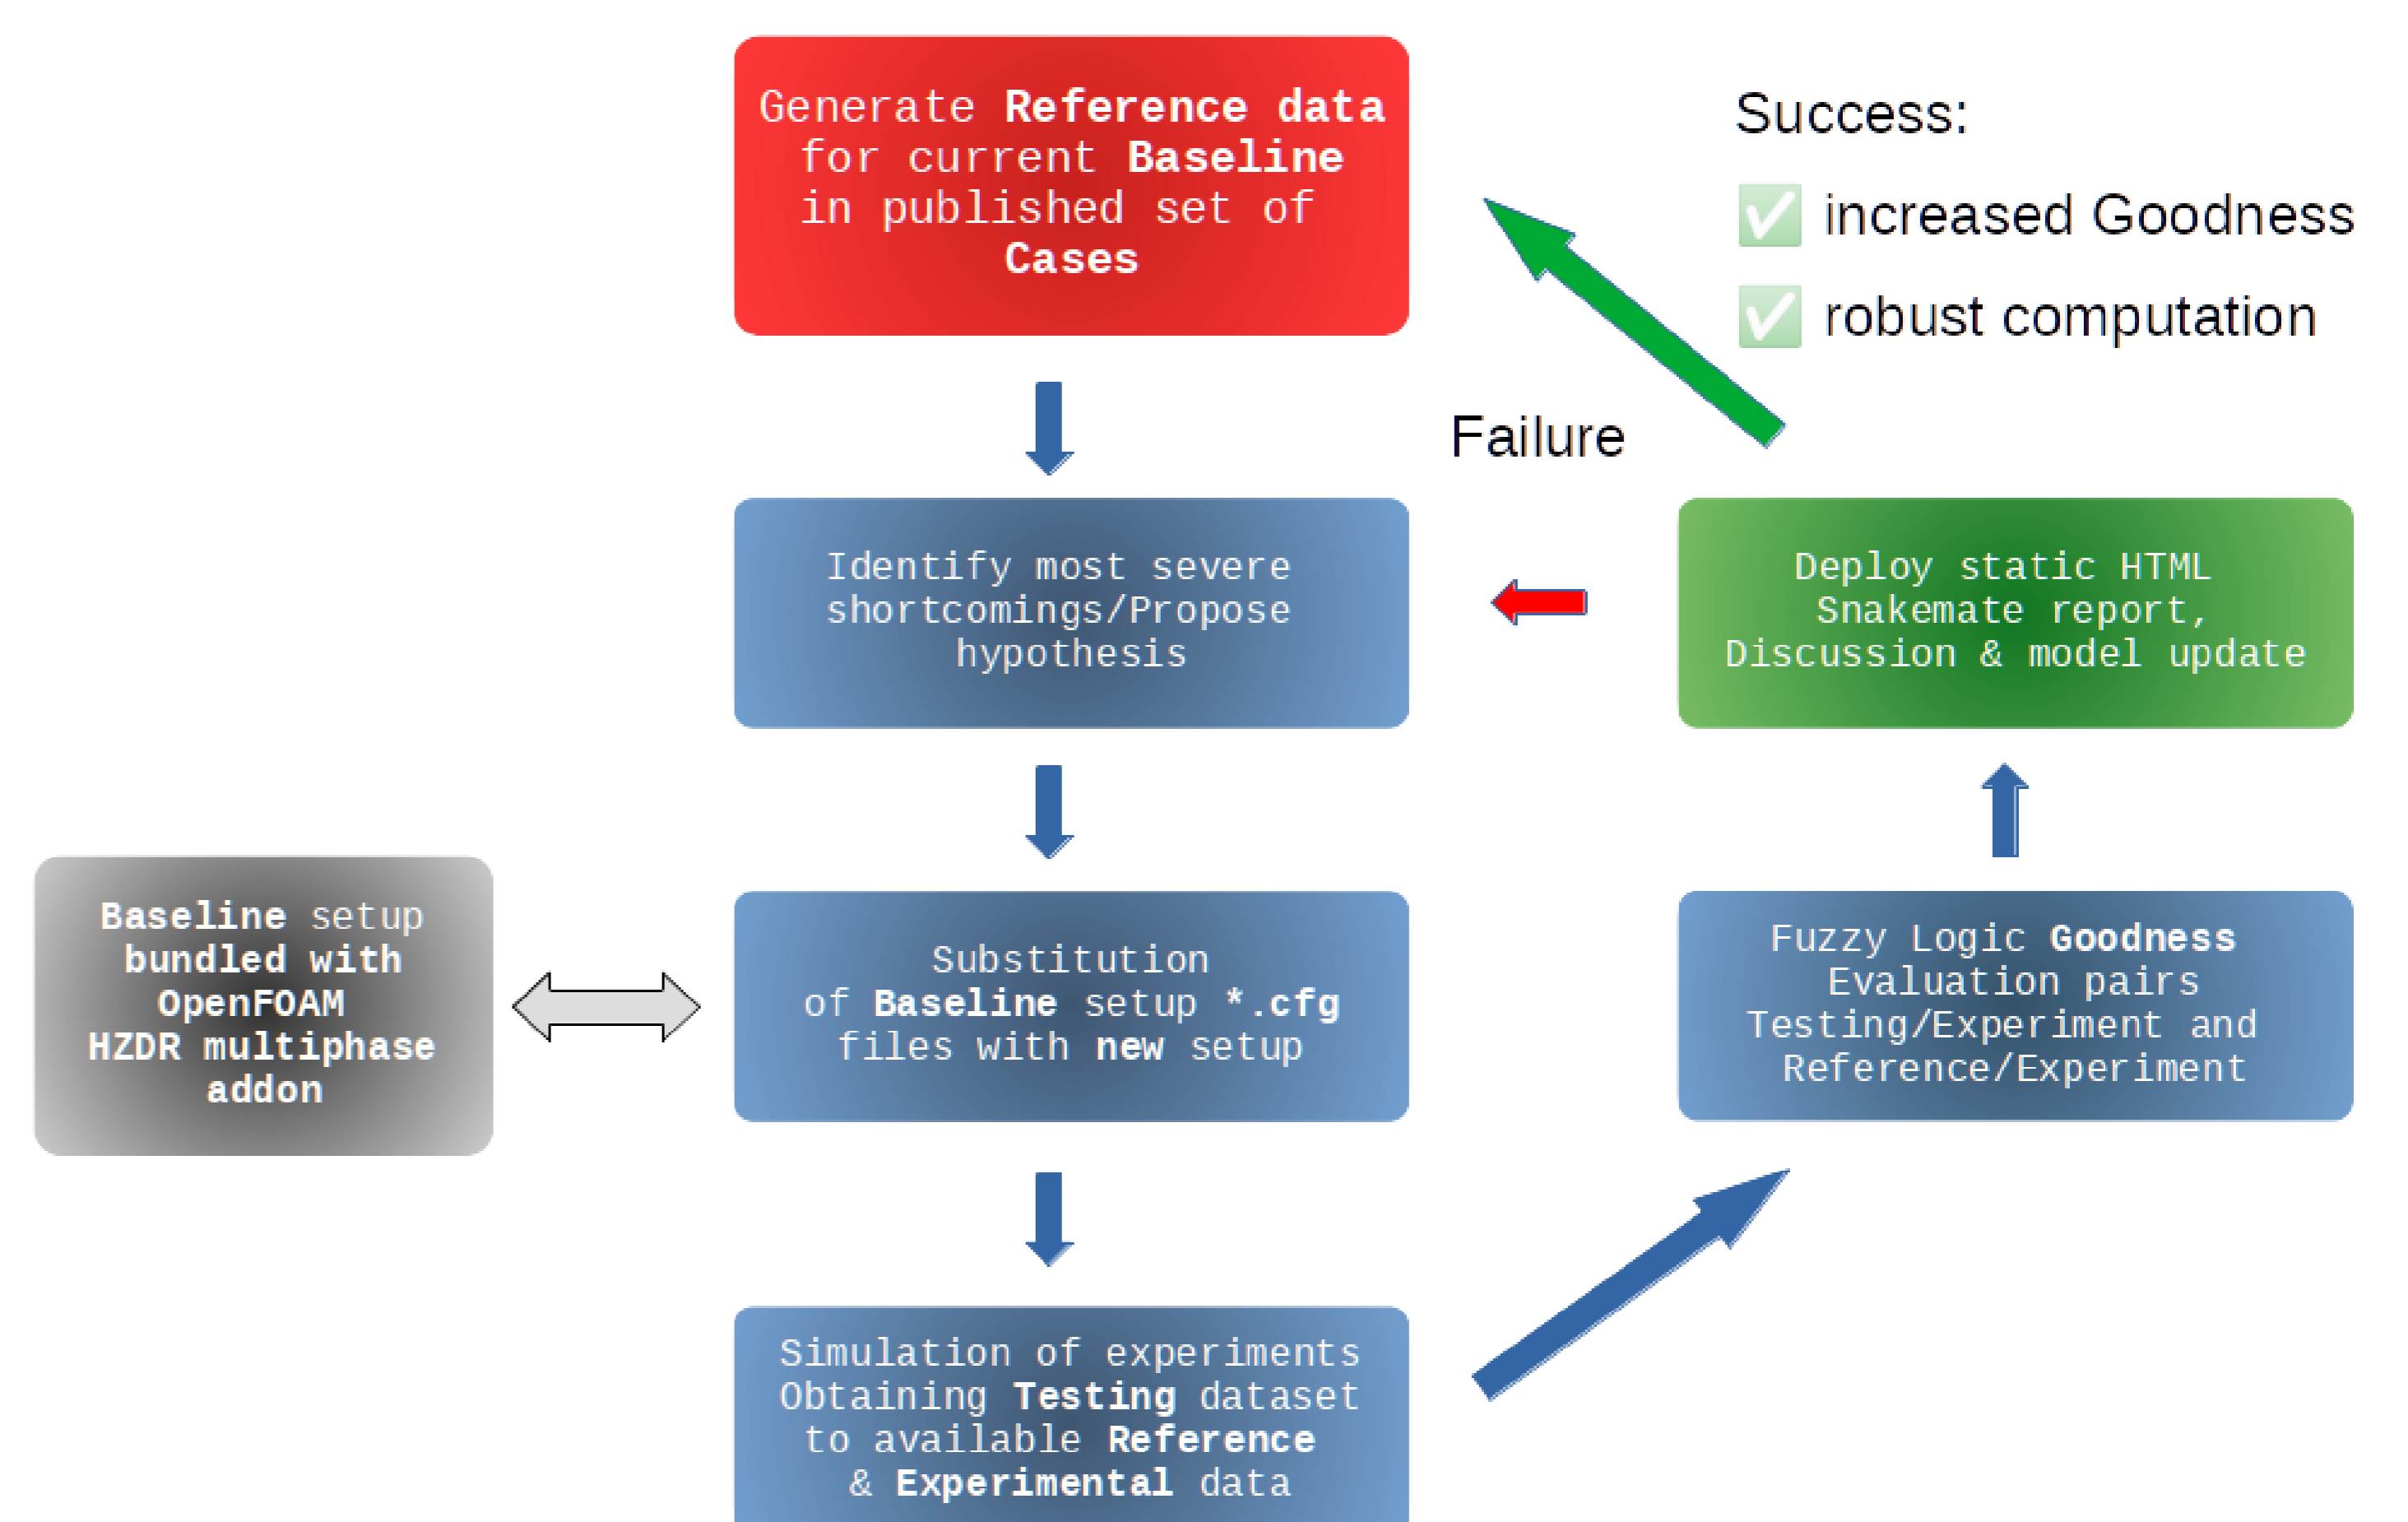 Generate Reference data
for current Baseline
in published set of
Cases
Success:
✅ increased Goodness
✅ robust computation
Failure
Identify most severe
shortcomings/Propose
hypothesis
Deploy static HTML
Snakemate report,
Discussion & model update
Baseline setup
bundled with
OpenFOAM
HZDR multiphase
addon
Substitution
of Baseline setup *.cfg
files with new setup
Fuzzy Logic Goodness
Evaluation pairs
Testing/Experiment and
Reference/Experiment
Simulation of experiments
Obtaining Testing dataset
to available Reference
& Experimental data